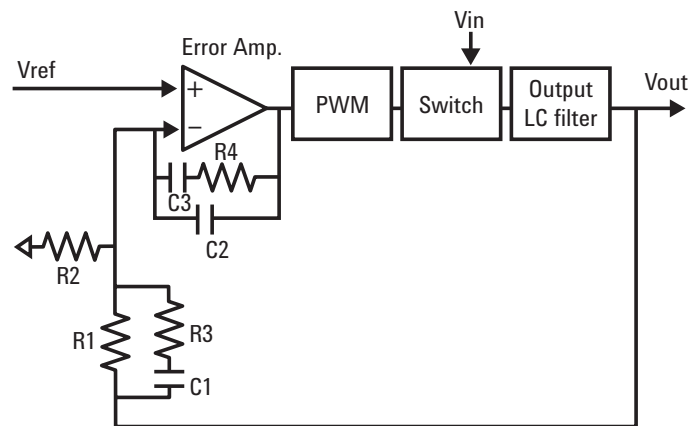 Vin
Error Amp.
Vref
Vout
+
PWM
Switch
Output
LC filter
−
R4
C3
C2
R2
R1
R3
C1